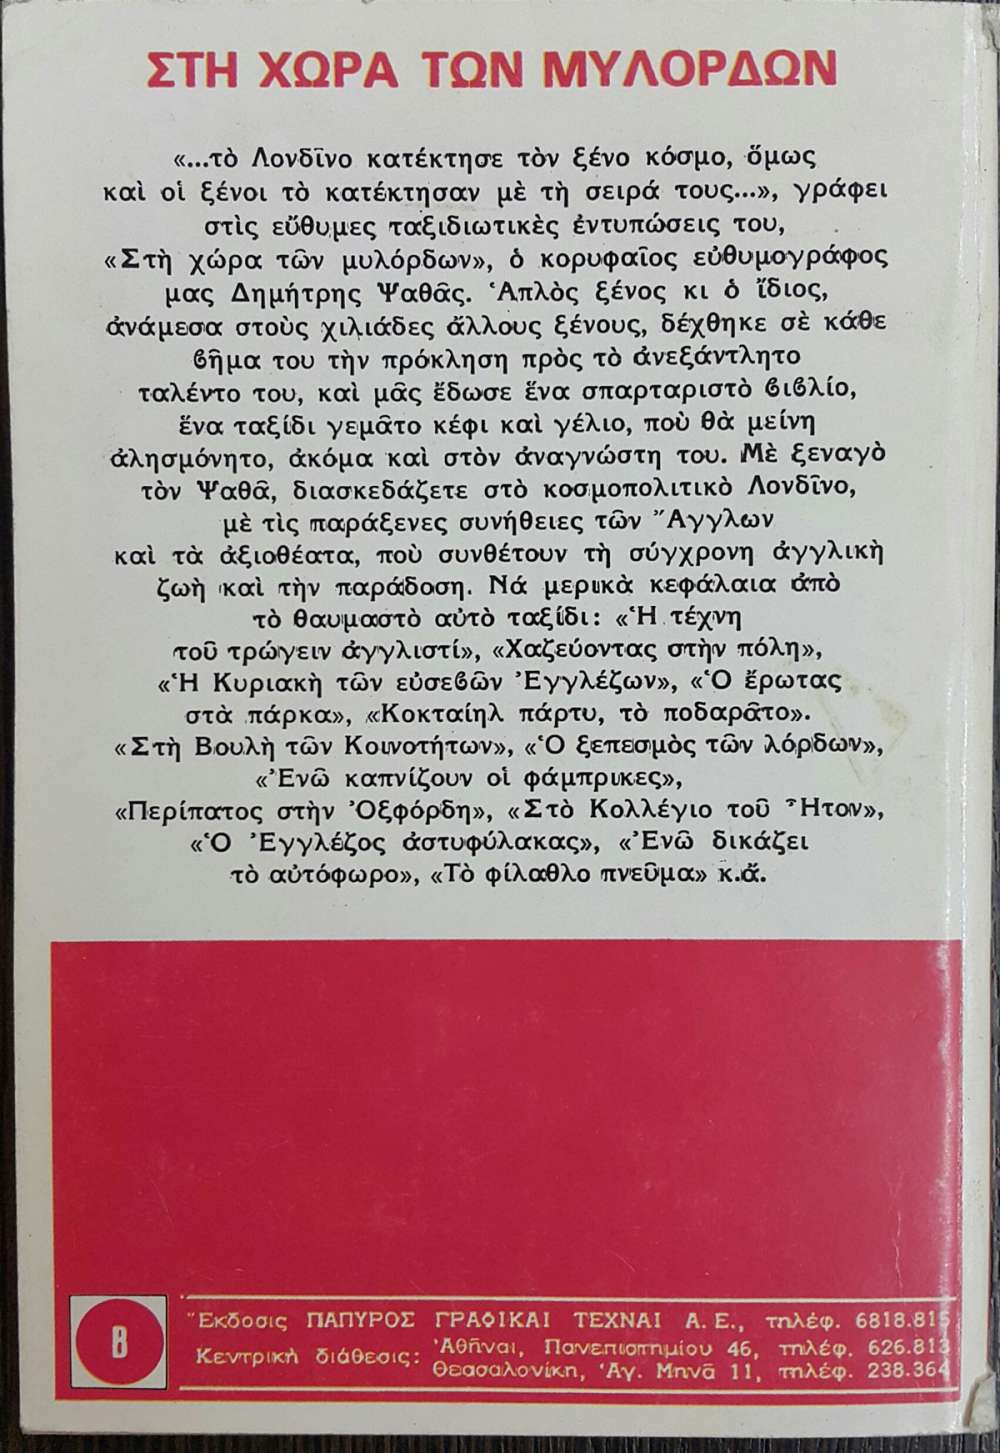 ΣΤΗ ΧΩΡΑ ΤΩΝ ΜΥΛΟΡΔΩΝ
«...τὸ Λονδῖνο κατέκτησε τὸν ξένο κόσμο, ὅμως
καὶ οἱ ξένοι τὸ κατέκτησαν μὲ τὴ σειρά τους...», γράφει
στὶς εὔθυμες ταξιδιωτικὲς ἐντυπώσεις του,
«Στὴ χώρα τῶν μυλόρδων», ὁ κορυφαῖος εὐθυμογράφος
μας Δημήτρης Ψαθᾶς. Ἁπλὸς ξένος κι ὁ ἴδιος,
ἀνάμεσα στοὺς χιλιάδες ἄλλους ξένους, δέχθηκε σὲ κάθε
βῆμα του τὴν πρόκληση πρὸς τὸ ἀνεξάντλητο
ταλέντο του, καὶ μᾶς ἔδωσε ἕνα σπαρταριστὸ βιβλίο,
ἕνα ταξίδι γεμᾶτο κέφι καὶ γέλιο, ποὺ θὰ μείνη
ἀλησμόνητο, ἀκόμα καὶ στὸν ἀναγνώστη του. Μὲ ξεναγὸ
τὸν Ψαθᾶ, διασκεδάζετε στὸ κοσμοπολιτικὸ Λονδῖνο,
μὲ τὶς παράξενες συνήθειες τῶν Ἄγγλων
καὶ τὰ ἀξιοθέατα, ποὺ συνθέτουν τὴ σύγχρονη ἀγγλικὴ
ζωὴ καὶ τὴν παράδοση. Νά μερικὰ κεφάλαια ἀπὸ
τὸ θαυμαστὸ αὐτὸ ταξίδι: «Ἡ τέχνη
τοῦ τρώγειν ἀγγλιστί», «Χαζεύοντας στὴν πόλη»,
«Ἡ Κυριακὴ τῶν εὐσεβῶν Ἐγγλέζων», «Ὁ ἔρωτας
στὰ πάρκα», «Κοκταίηλ πάρτυ, τὸ ποδαρᾶτο».
«Στὴ Βουλὴ τῶν Κοινοτήτων», «Ὁ ξεπεσμὸς τῶν λόρδων»,
«Ἐνῶ καπνίζουν οἱ φάμπρικες»,
«Περίπατος στὴν Ὀξφόρδη», «Στὸ Κολλέγιο τοῦ Ἦτον»,
«Ὁ Ἐγγλέζος ἀστυφύλακας», «Ἐνῶ δικάζει
τὸ αὐτόφωρο», «Τὸ φίλαθλο πνεῦμα» κ.ἄ.
8
Ἔκδοσις ΠΑΠΥΡΟΣ ΓΡΑΦΙΚΑΙ ΤΕΧΝΑΙ Α.Ε., τηλέφ. 6818.815
Κεντρικὴ διάθεσις: Ἀθῆναι, Πανεπιστημίου 46, τηλέφ. 626.813
Θεσσαλονίκη, Ἁγ. Μηνᾶ 11, τηλέφ. 238.364